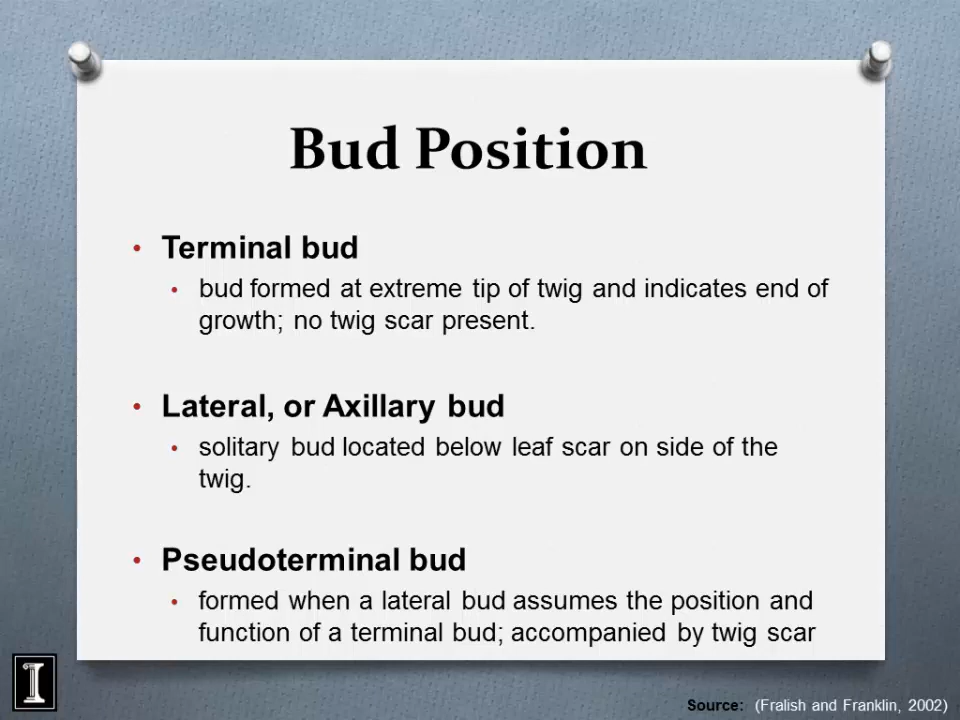 Bud Position
• Terminal bud
• bud formed at extreme tip of twig and indicates end of
growth; no twig scar present.
• Lateral, or Axillary bud
• solitary bud located below leaf scar on side of the
twig.
• Pseudoterminal bud
• formed when a lateral bud assumes the position and
function of a terminal bud; accompanied by twig scar
I
Source: (Fralish and Franklin, 2002)